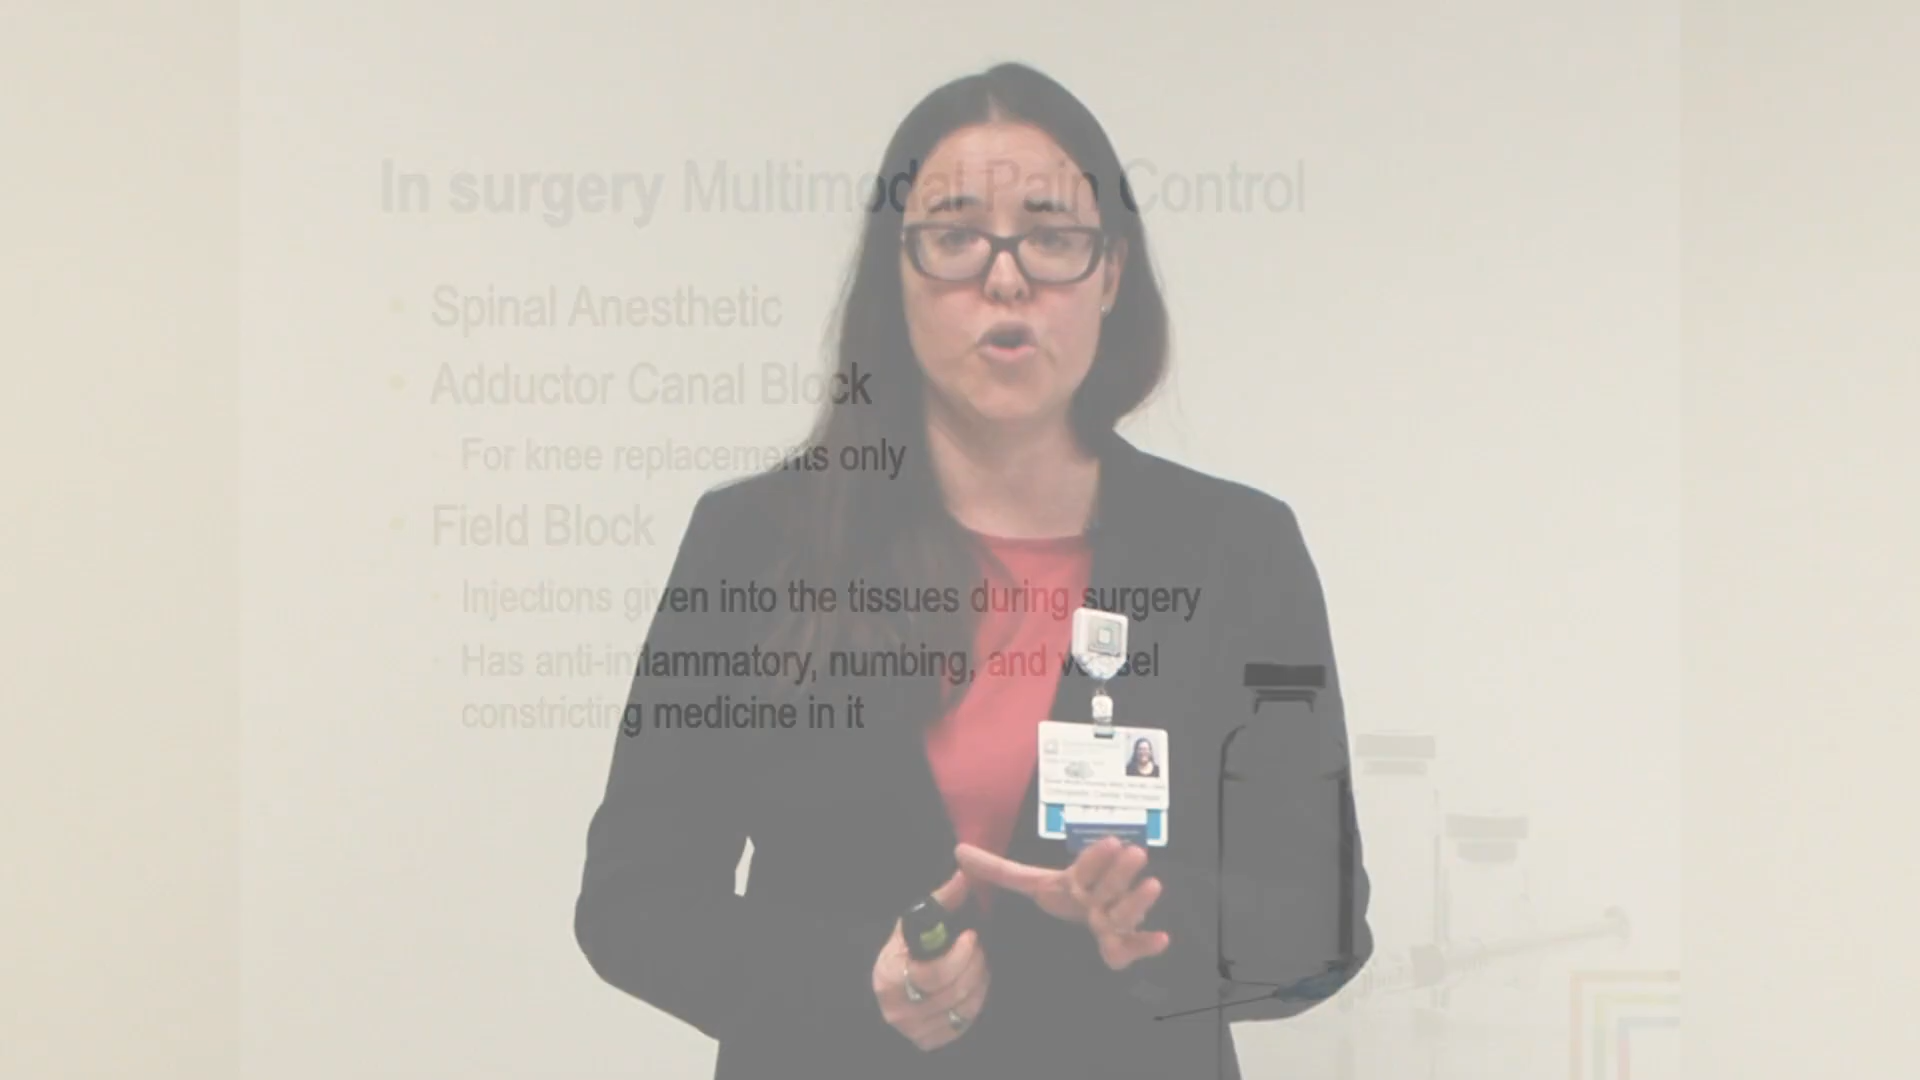 In surgery Multimodal Pain Control
Spinal Anesthetic
Adductor Canal Block
For knee replacements only
Field Block
Injections given into the tissues during surgery
Has anti-inflammatory, numbing, and vessel
constricting medicine in it